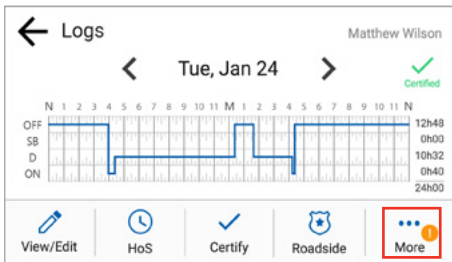 Logs
Matthew Wilson
Tue, Jan 24
Certified
N 1 2 3 4 5 6 7 8 9 10 11 M 1 2 3 4 5 6 7 8 9 10 11 N
OFF 12h48
SB 0h00
D 10h32
ON 0h40
24h00
View/Edit HoS Certify Roadside More